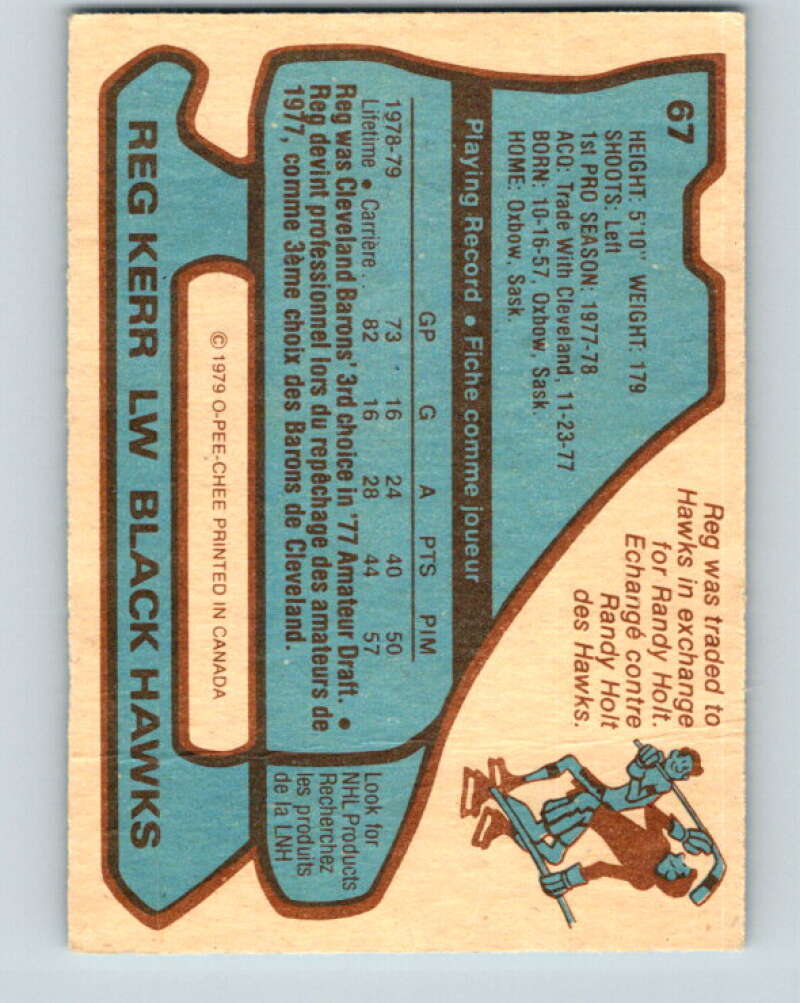 67
HEIGHT: 5'10" WEIGHT: 179
SHOOTS: Left
1st PRO SEASON: 1977-78
ACQ: Trade With Cleveland, 11-23-77
BORN: 10-16-57, Oxbow, Sask.
HOME: Oxbow, Sask.
Reg was traded to
Hawks in exchange
for Randy Holt.
Echangé contre
Randy Holt
des Hawks.
Playing Record • Fiche comme joueur
GP G A PTS PIM
1978-79 73 16 24 40 50
Lifetime • Carrière . . 82 16 28 44 57
Reg was Cleveland Barons' 3rd choice in '77 Amateur Draft. •
Reg devint professionnel lors du repêchage des amateurs de
1977, comme 3ème choix des Barons de Cleveland.
Look for
NHL Products
Recherchez
les produits
de la LNH
© 1979 O-PEE-CHEE PRINTED IN CANADA
REG KERR LW BLACK HAWKS